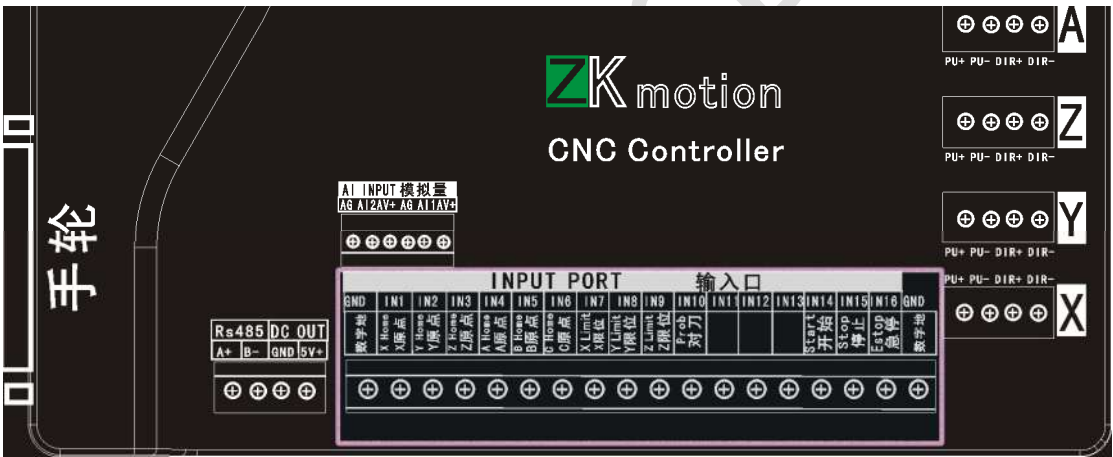 A
PU+ PU- DIR+ DIR-
ZK motion
CNC Controller
Z
PU+ PU- DIR+ DIR-
AI INPUT 模拟量
AG AI2AV+ AG AI1AV+
手轮
Y
PU+ PU- DIR+ DIR-
PU+ PU- DIR+ DIR-
X
INPUT PORT 输入口
GND IN1 IN2 IN3 IN4 IN5 IN6 IN7 IN8 IN9 IN10 IN11 IN12 IN13 IN14 IN15 IN16 GND
数字地
X Home
X原点
Y Home
Y原点
Z Home
Z原点
A Home
A原点
B Home
B原点
C Home
C原点
X Limit
X限位
Y Limit
Y限位
Z Limit
Z限位
Prob
对刀
Start
开始
Stop
停止
Estop
急停
数字地
Rs485 DC OUT
A+ B- GND 5V+